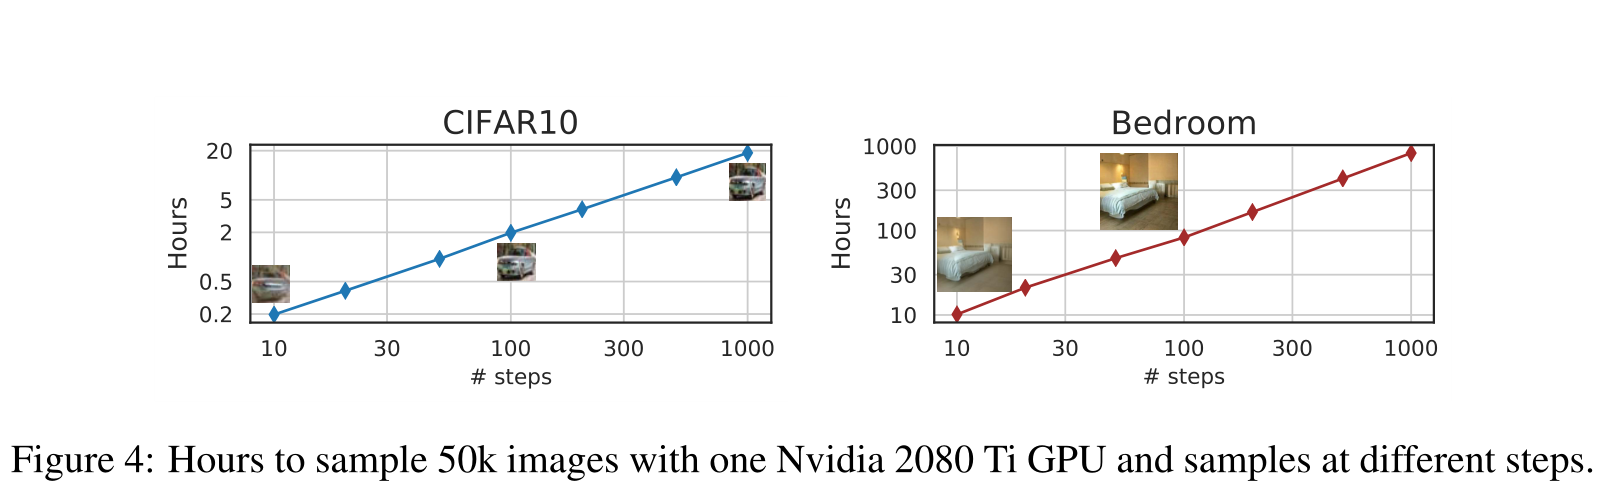 CIFAR10
Hours
20
5
2
0.5
0.2
10 30 100 300 1000
# steps
Bedroom
Hours
1000
300
100
30
10
10 30 100 300 1000
# steps
Figure 4: Hours to sample 50k images with one Nvidia 2080 Ti GPU and samples at different steps.